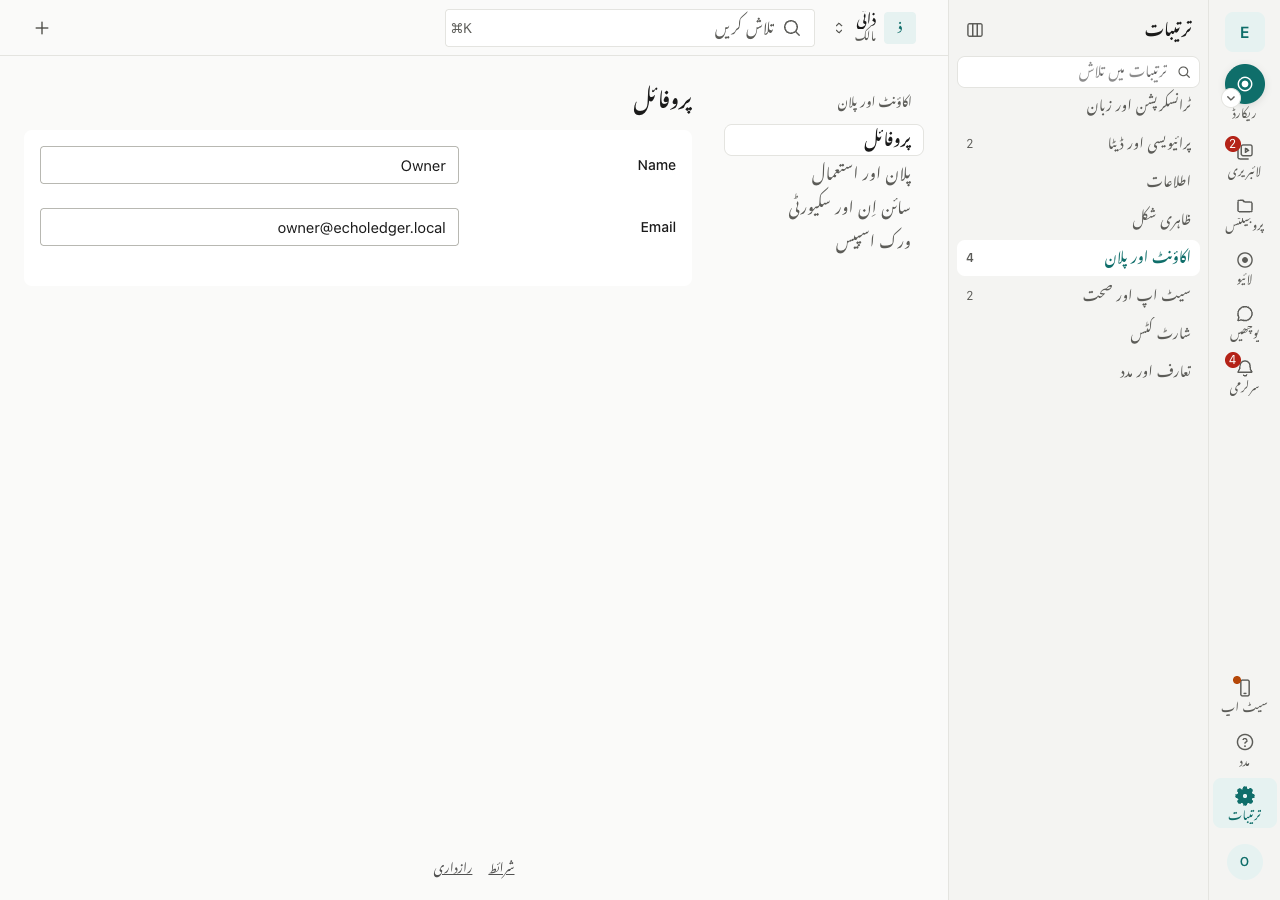 E
ریکارڈ
2
لائبریری
پروجیکٹس
لائیو
پوچھیں
4
سرگرمی
سیٹ اپ
مدد
ترتیبات
O
ترتیبات
ترتیبات میں تلاش
ٹرانسکرپشن اور زبان
پرائیویسی اور ڈیٹا 2
اطلاعات
ظاہری شکل
اکاؤنٹ اور پلان 4
سیٹ اپ اور صحت 2
شارٹ کٹس
تعارف اور مدد
ذ
ذاتی
مالک
تلاش کریں ⌘K
اکاؤنٹ اور پلان
پروفائل
پلان اور استعمال
سائن اِن اور سکیورٹی
ورک اسپیس
پروفائل
Name
Owner
Email
owner@echoledger.local
شرائط رازداری